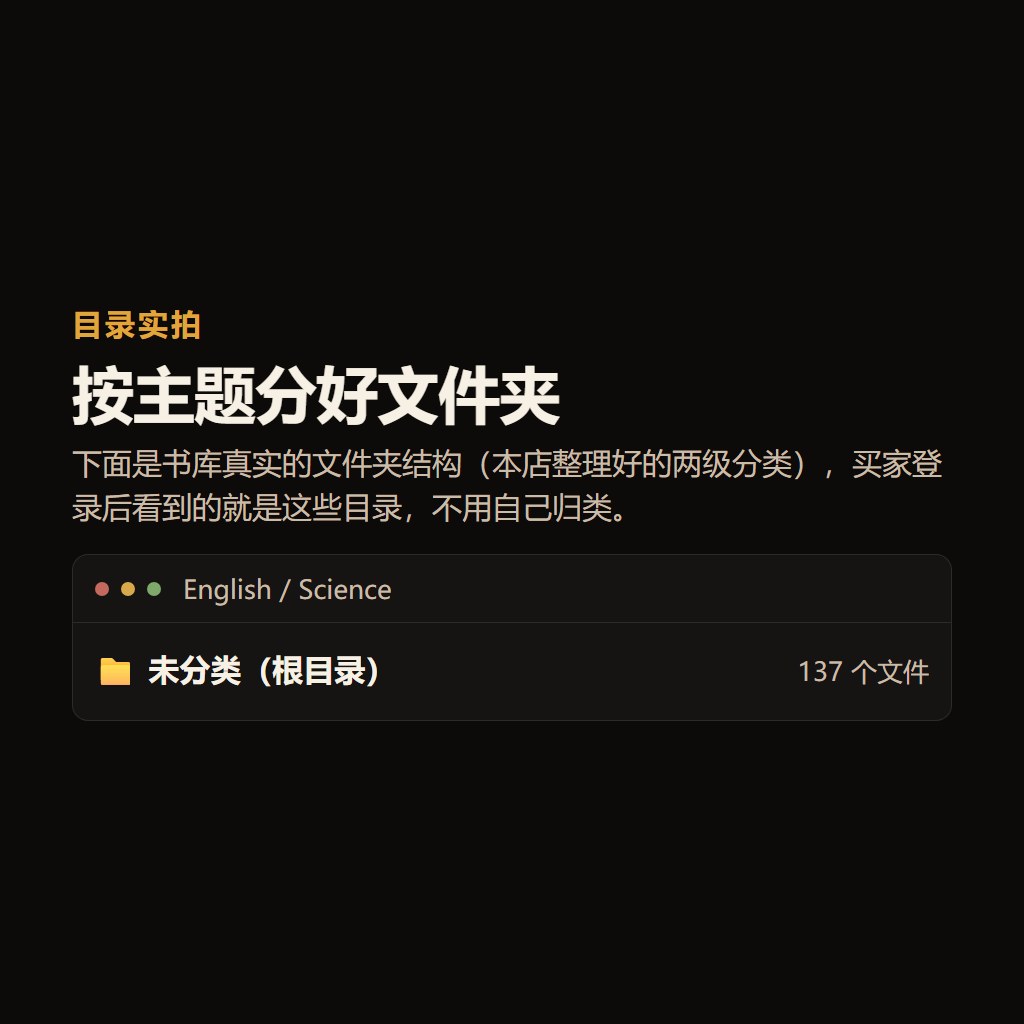 目录实拍
按主题分好文件夹
下面是书库真实的文件夹结构（本店整理好的两级分类），买家登
录后看到的就是这些目录，不用自己归类。
English / Science
未分类（根目录） 137 个文件